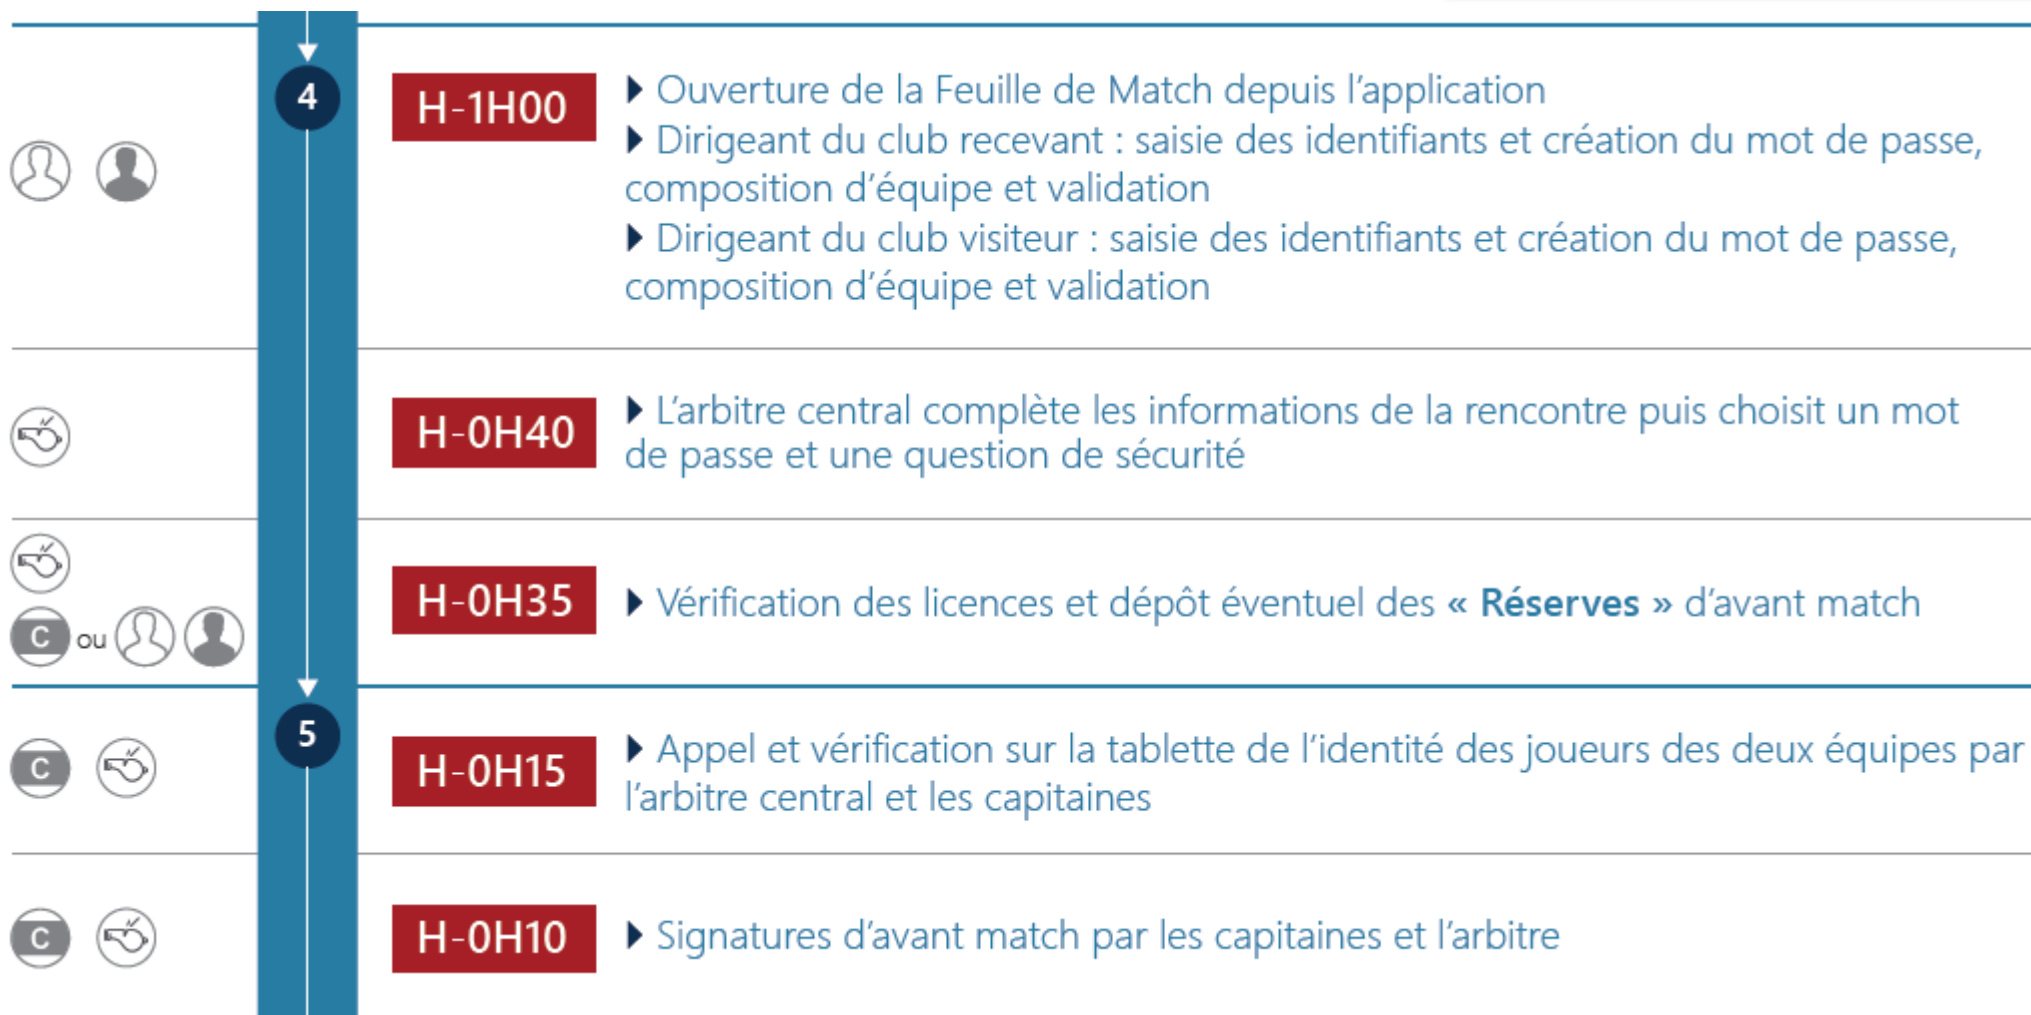 4
H-1H00
Ouverture de la Feuille de Match depuis l’application
Dirigeant du club recevant : saisie des identifiants et création du mot de passe,
composition d’équipe et validation
Dirigeant du club visiteur : saisie des identifiants et création du mot de passe,
composition d’équipe et validation
H-0H40
L’arbitre central complète les informations de la rencontre puis choisit un mot
de passe et une question de sécurité
C ou
H-0H35
Vérification des licences et dépôt éventuel des « Réserves » d’avant match
5
C
H-0H15
Appel et vérification sur la tablette de l’identité des joueurs des deux équipes par
l’arbitre central et les capitaines
C
H-0H10
Signatures d’avant match par les capitaines et l’arbitre